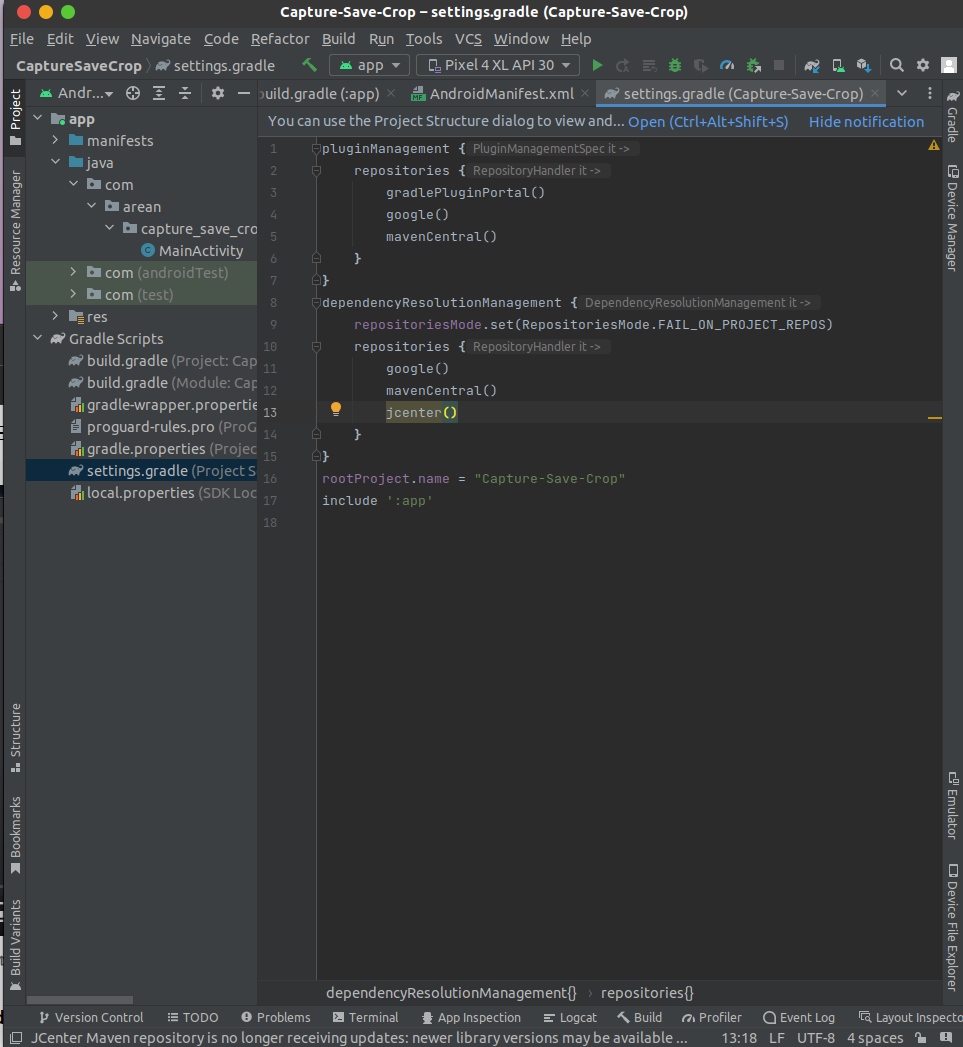 Capture-Save-Crop – settings.gradle (Capture-Save-Crop)
File Edit View Navigate Code Refactor Build Run Tools VCS Window Help
CaptureSaveCrop settings.gradle app Pixel 4 XL API 30
Andr... uild.gradle (:app) AndroidManifest.xml settings.gradle (Capture-Save-Crop)
You can use the Project Structure dialog to view and... Open (Ctrl+Alt+Shift+S) Hide notification
Project
Resource Manager
Structure
Bookmarks
Build Variants
app
manifests
java
com
arean
capture_save_cro
MainActivity
com (androidTest)
com (test)
res
Gradle Scripts
build.gradle (Project: Cap
build.gradle (Module: Cap
gradle-wrapper.propertie
proguard-rules.pro (ProG
gradle.properties (Projec
settings.gradle (Project S
local.properties (SDK Loc
1 pluginManagement { PluginManagementSpec it ->
2 repositories { RepositoryHandler it ->
3 gradlePluginPortal()
4 google()
5 mavenCentral()
6 }
7 }
8 dependencyResolutionManagement { DependencyResolutionManagement it ->
9 repositoriesMode.set(RepositoriesMode.FAIL_ON_PROJECT_REPOS)
10 repositories { RepositoryHandler it ->
11 google()
12 mavenCentral()
13 jcenter()
14 }
15 }
16 rootProject.name = "Capture-Save-Crop"
17 include ':app'
18
Gradle
Device Manager
Emulator
Device File Explorer
dependencyResolutionManagement{} › repositories{}
Version Control TODO Problems Terminal App Inspection Logcat Build Profiler Event Log Layout Inspecto
JCenter Maven repository is no longer receiving updates: newer library versions may be available ... 13:18 LF UTF-8 4 spaces